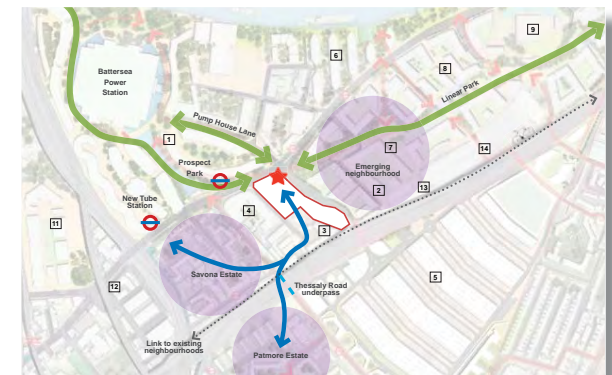 9
6
8
Battersea
Power
Station
Linear Park
Pump House Lane
1
7
14
Prospect
Park
Emerging
neighbourhood
2
13
New Tube
Station
4
11
3
Savona Estate
5
12
Thessaly Road
underpass
Link to existing
neighbourhoods
Patmore Estate